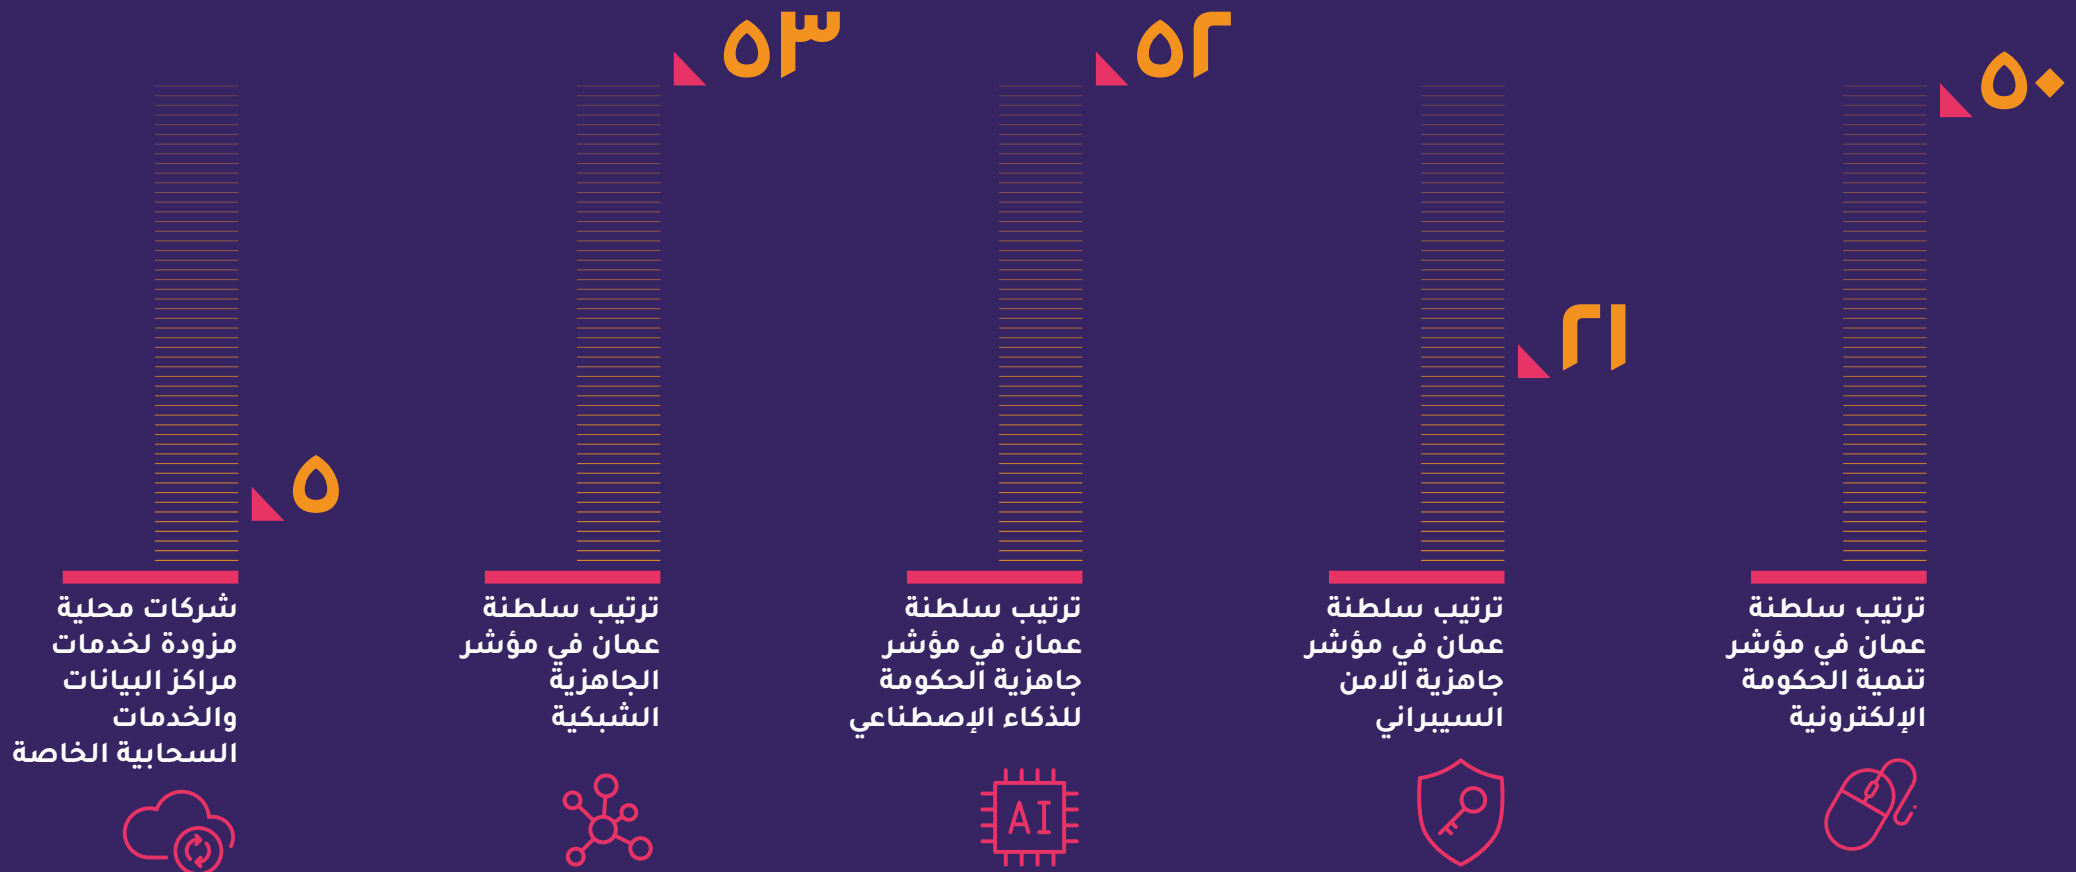 ٥٠
ترتيب سلطنة
عمان في مؤشر
تنمية الحكومة
الإلكترونية
٢١
ترتيب سلطنة
عمان في مؤشر
جاهزية الامن
السيبراني
٥٢
ترتيب سلطنة
عمان في مؤشر
جاهزية الحكومة
للذكاء الإصطناعي
AI
٥٣
ترتيب سلطنة
عمان في مؤشر
الجاهزية
الشبكية
٥
شركات محلية
مزودة لخدمات
مراكز البيانات
والخدمات
السحابية الخاصة